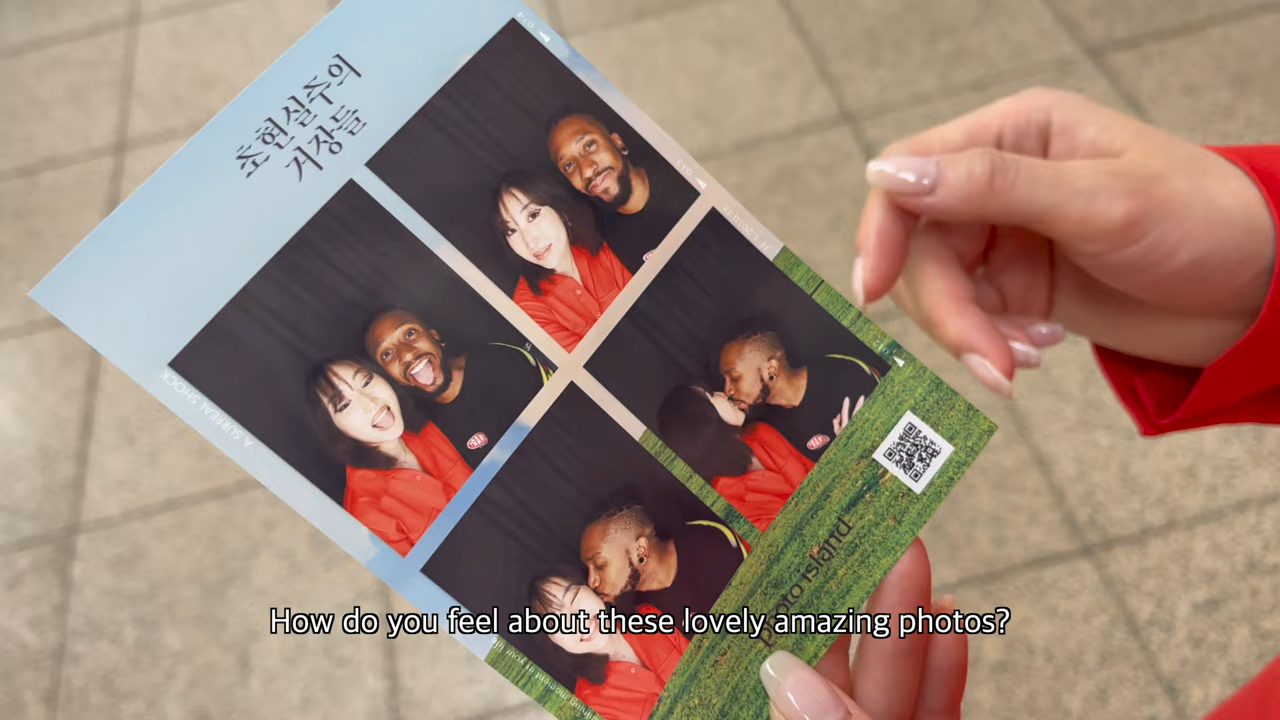 초현실주의
거장들
A SURREAL SHOCK
photo island
How do you feel about these lovely amazing photos?